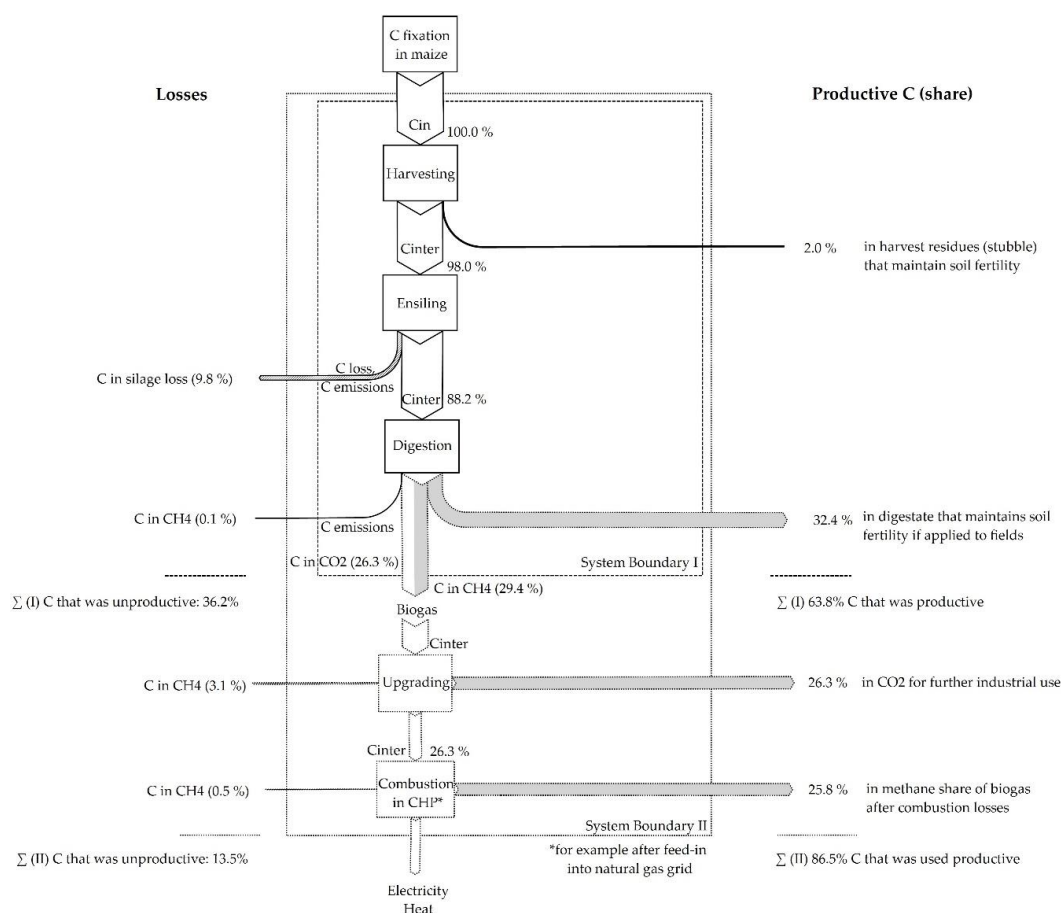 C fixation
in maize
Losses
Productive C (share)
Cin
100.0 %
Harvesting
Cinter
98.0 %
2.0 %
in harvest residues (stubble)
that maintain soil fertility
Ensiling
C in silage loss (9.8 %)
C loss,
C emissions
Cinter
88.2 %
Digestion
C in CH4 (0.1 %)
C emissions
32.4 %
in digestate that maintains soil
fertility if applied to fields
C in CO2 (26.3 %)
System Boundary I
C in CH4 (29.4 %)
∑ (I) C that was unproductive: 36.2%
Biogas
∑ (I) 63.8% C that was productive
Cinter
C in CH4 (3.1 %)
Upgrading
26.3 %
in CO2 for further industrial use
Cinter
26.3 %
C in CH4 (0.5 %)
Combustion
in CHP*
25.8 %
in methane share of biogas
after combustion losses
System Boundary II
∑ (II) C that was unproductive: 13.5%
*for example after feed-in
into natural gas grid
∑ (II) 86.5% C that was used productive
Electricity
Heat